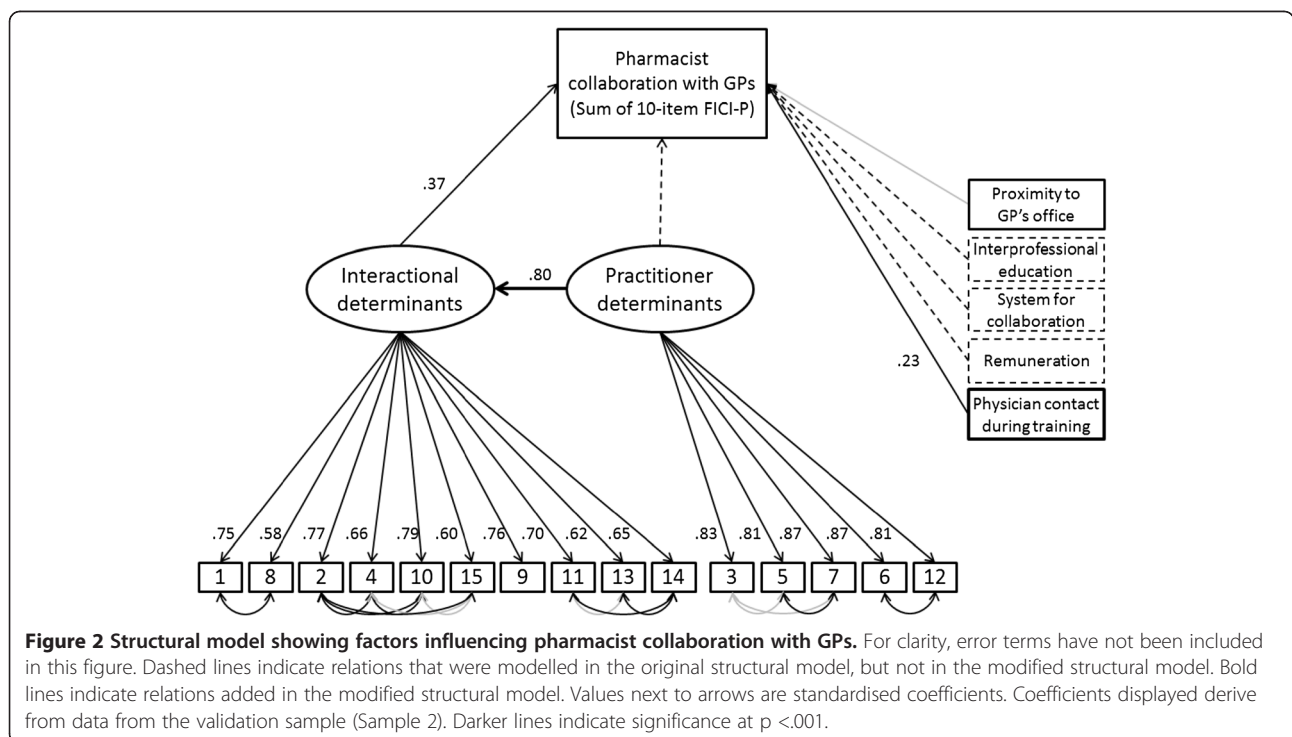 Pharmacist
collaboration with GPs
(Sum of 10-item FICI-P)
.37
Proximity to
GP's office
Interprofessional
education
System for
collaboration
Remuneration
.23
Physician contact
during training
Interactional
determinants
.80
Practitioner
determinants
.75 .58 .77 .66 .79 .60 .76 .70 .62 .65 .83 .81 .87 .87 .81
1 8 2 4 10 15 9 11 13 14 3 5 7 6 12
Figure 2 Structural model showing factors influencing pharmacist collaboration with GPs. For clarity, error terms have not been included
in this figure. Dashed lines indicate relations that were modelled in the original structural model, but not in the modified structural model. Bold
lines indicate relations added in the modified structural model. Values next to arrows are standardised coefficients. Coefficients displayed derive
from data from the validation sample (Sample 2). Darker lines indicate significance at p <.001.